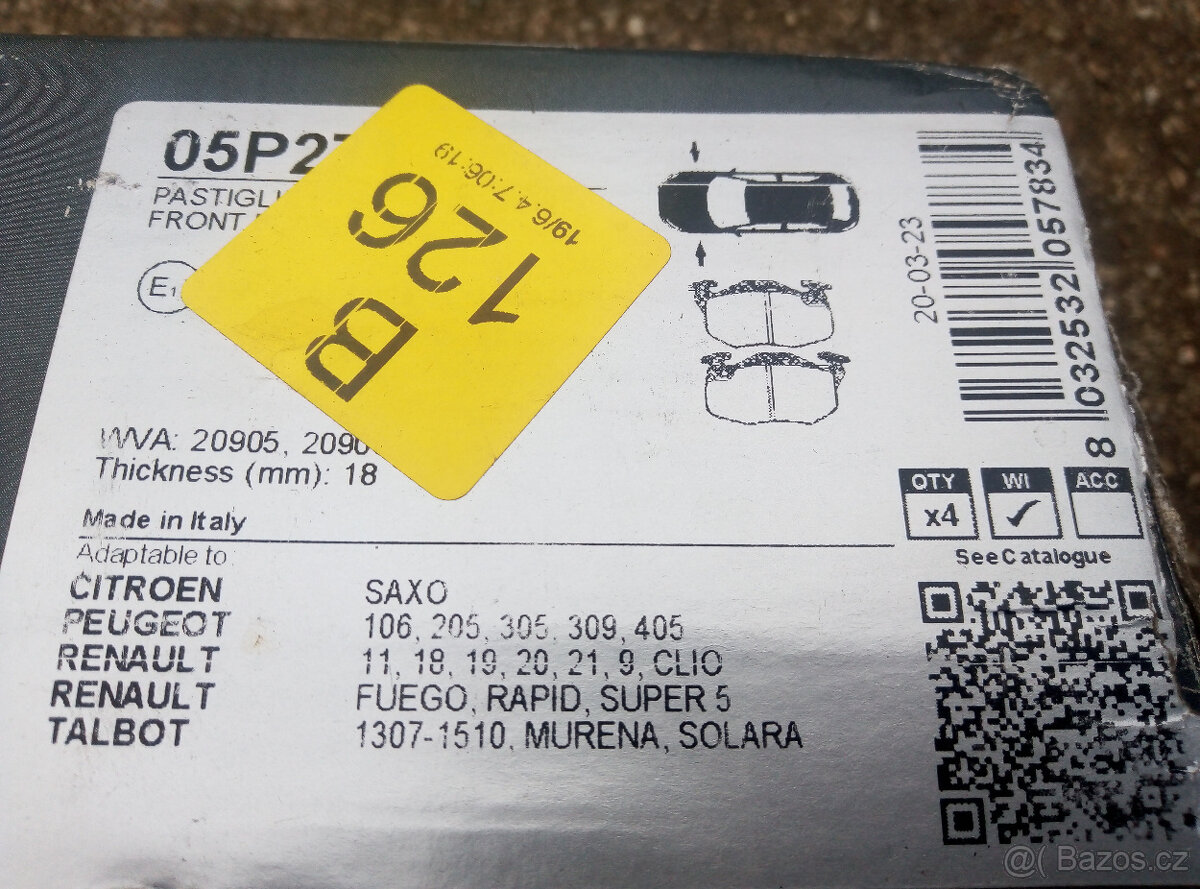 05P27
PASTIGLI
FRONT
E1
B
126
19/6.4.7:06:19
20-03-23
8 032532 057834
WVA: 20905, 2090
Thickness (mm): 18
Made in Italy
QTY WI ACC
x4 ✓
See Catalogue
Adaptable to
CITROEN SAXO
PEUGEOT 106, 205, 305, 309, 405
RENAULT 11, 18, 19, 20, 21, 9, CLIO
RENAULT FUEGO, RAPID, SUPER 5
TALBOT 1307-1510, MURENA, SOLARA
@( Bazos.cz